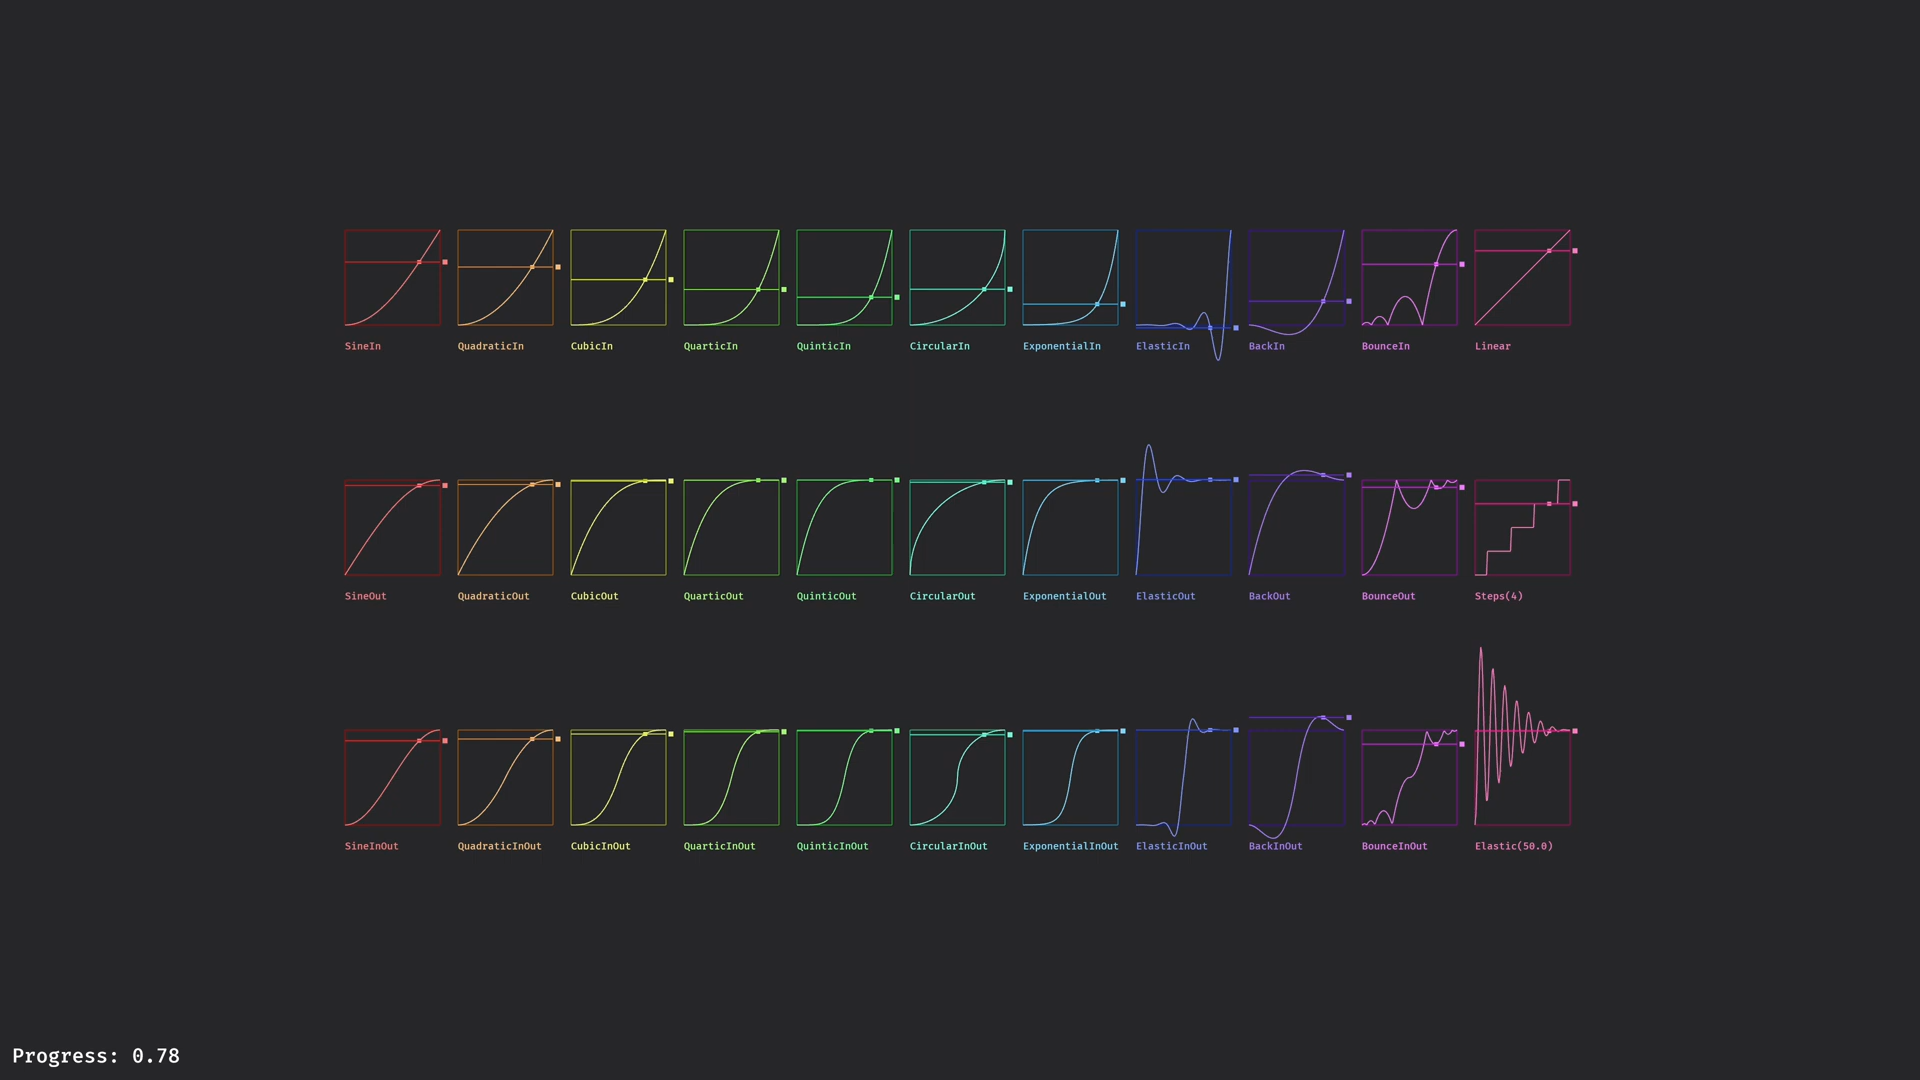 SineIn QuadraticIn CubicIn QuarticIn QuinticIn CircularIn ExponentialIn ElasticIn BackIn BounceIn Linear
SineOut QuadraticOut CubicOut QuarticOut QuinticOut CircularOut ExponentialOut ElasticOut BackOut BounceOut Steps(4)
SineInOut QuadraticInOut CubicInOut QuarticInOut QuinticInOut CircularInOut ExponentialInOut ElasticInOut BackInOut BounceInOut Elastic(50.0)
Progress: 0.78